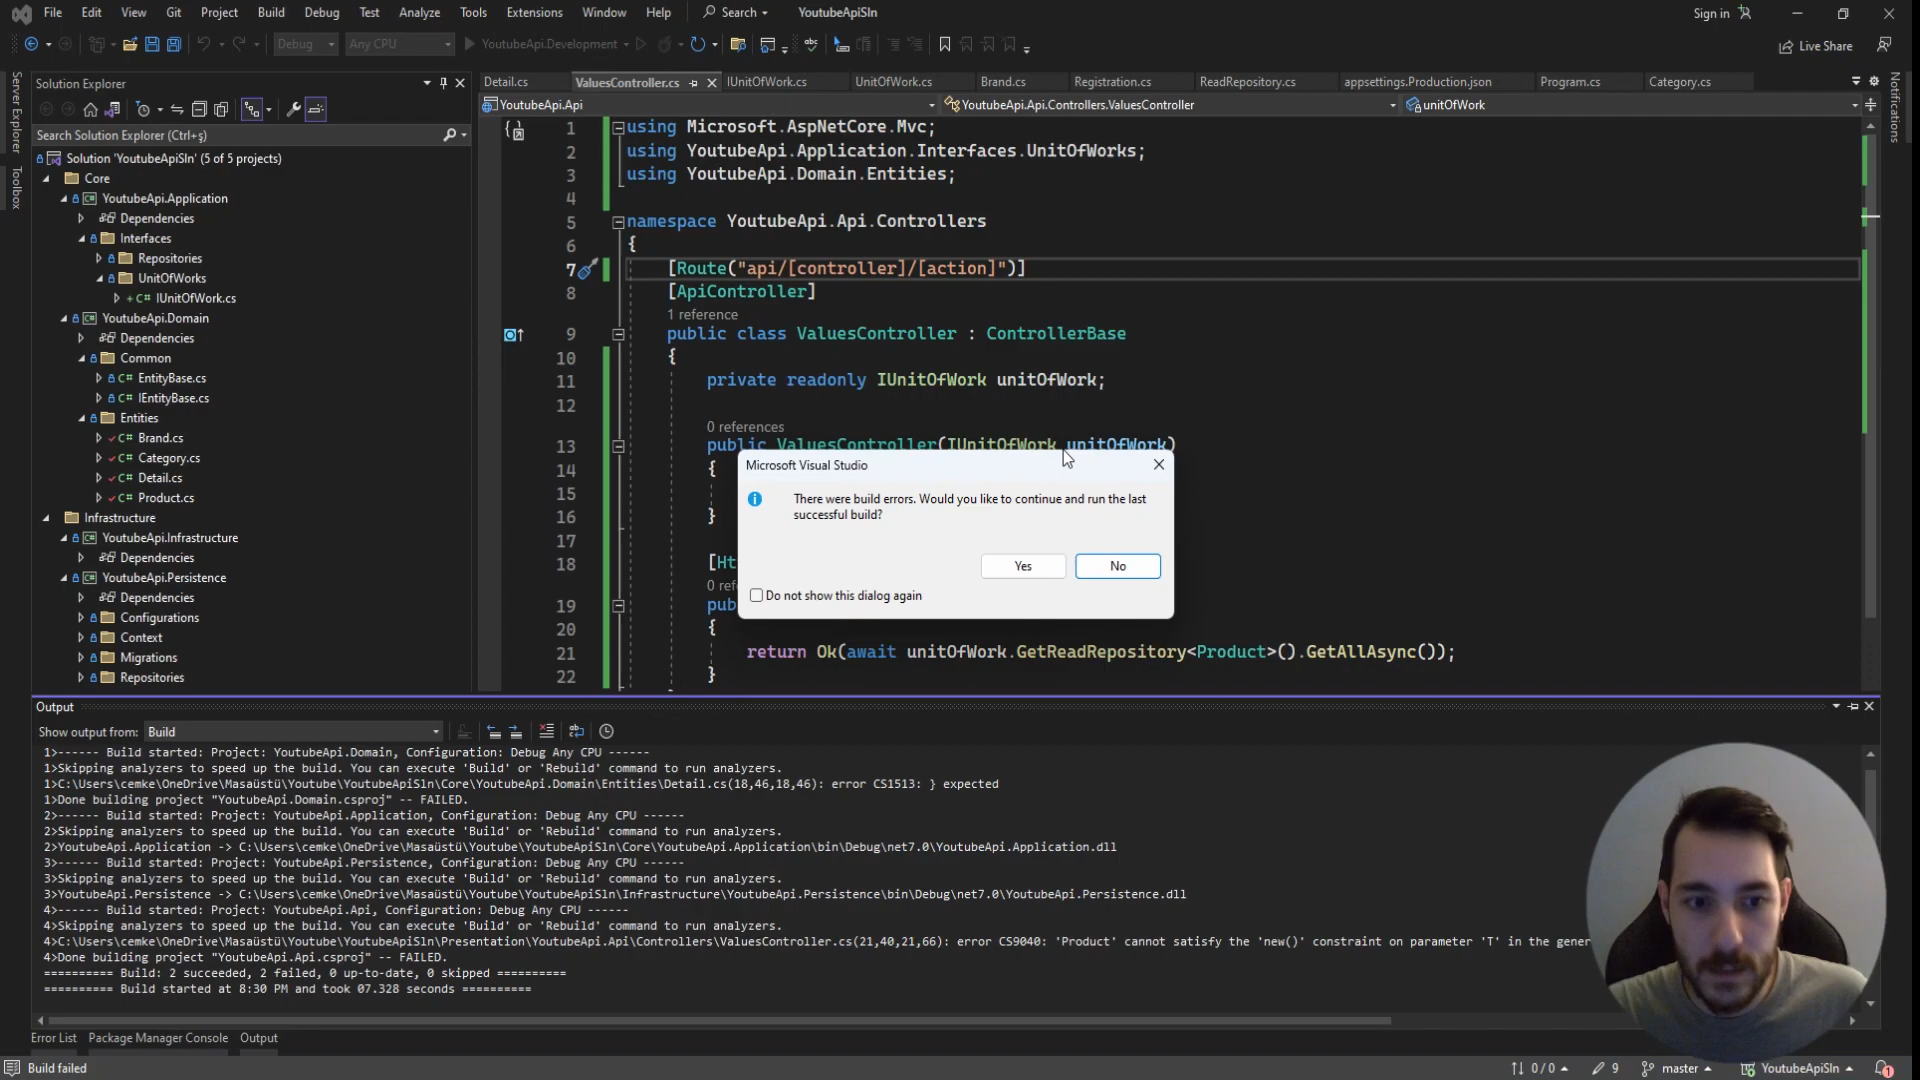 File Edit View Git Project Build Debug Test Analyze Tools Extensions Window Help Search YoutubeApiSln Sign in
Debug Any CPU YoutubeApi.Development Live Share
Server Explorer
Toolbox
Notifications
Solution Explorer
Search Solution Explorer (Ctrl+ş)
Solution 'YoutubeApiSln' (5 of 5 projects)
Core
YoutubeApi.Application
Dependencies
Interfaces
Repositories
UnitOfWorks
IUnitOfWork.cs
YoutubeApi.Domain
Dependencies
Common
EntityBase.cs
IEntityBase.cs
Entities
Brand.cs
Category.cs
Detail.cs
Product.cs
Infrastructure
YoutubeApi.Infrastructure
Dependencies
YoutubeApi.Persistence
Dependencies
Configurations
Context
Migrations
Repositories
Detail.cs ValuesController.cs IUnitOfWork.cs UnitOfWork.cs Brand.cs Registration.cs ReadRepository.cs appsettings.Production.json Program.cs Category.cs
YoutubeApi.Api YoutubeApi.Api.Controllers.ValuesController unitOfWork
1 using Microsoft.AspNetCore.Mvc;
2 using YoutubeApi.Application.Interfaces.UnitOfWorks;
3 using YoutubeApi.Domain.Entities;
4
5 namespace YoutubeApi.Api.Controllers
6 {
7 [Route("api/[controller]/[action]")]
8 [ApiController]
1 reference
9 public class ValuesController : ControllerBase
10 {
11 private readonly IUnitOfWork unitOfWork;
12
0 references
13 public ValuesController(IUnitOfWork unitOfWork)
14 {
15
16 }
17
18 [Ht
0 ref
19 pub
20 {
21 return Ok(await unitOfWork.GetReadRepository<Product>().GetAllAsync());
22 }
Microsoft Visual Studio
There were build errors. Would you like to continue and run the last
successful build?
Yes No
Do not show this dialog again
Output
Show output from: Build
1>------ Build started: Project: YoutubeApi.Domain, Configuration: Debug Any CPU ------
1>Skipping analyzers to speed up the build. You can execute 'Build' or 'Rebuild' command to run analyzers.
1>C:\Users\cemke\OneDrive\Masaüstü\Youtube\YoutubeApiSln\Core\YoutubeApi.Domain\Entities\Detail.cs(18,46,18,46): error CS1513: } expected
1>Done building project "YoutubeApi.Domain.csproj" -- FAILED.
2>------ Build started: Project: YoutubeApi.Application, Configuration: Debug Any CPU ------
2>Skipping analyzers to speed up the build. You can execute 'Build' or 'Rebuild' command to run analyzers.
2>YoutubeApi.Application -> C:\Users\cemke\OneDrive\Masaüstü\Youtube\YoutubeApiSln\Core\YoutubeApi.Application\bin\Debug\net7.0\YoutubeApi.Application.dll
3>------ Build started: Project: YoutubeApi.Persistence, Configuration: Debug Any CPU ------
3>Skipping analyzers to speed up the build. You can execute 'Build' or 'Rebuild' command to run analyzers.
3>YoutubeApi.Persistence -> C:\Users\cemke\OneDrive\Masaüstü\Youtube\YoutubeApiSln\Infrastructure\YoutubeApi.Persistence\bin\Debug\net7.0\YoutubeApi.Persistence.dll
4>------ Build started: Project: YoutubeApi.Api, Configuration: Debug Any CPU ------
4>Skipping analyzers to speed up the build. You can execute 'Build' or 'Rebuild' command to run analyzers.
4>C:\Users\cemke\OneDrive\Masaüstü\Youtube\YoutubeApiSln\Presentation\YoutubeApi.Api\Controllers\ValuesController.cs(21,40,21,66): error CS9040: 'Product' cannot satisfy the 'new()' constraint on parameter 'T' in the gener
4>Done building project "YoutubeApi.Api.csproj" -- FAILED.
========== Build: 2 succeeded, 2 failed, 0 up-to-date, 0 skipped ==========
========== Build started at 8:30 PM and took 07.328 seconds ==========
Error List Package Manager Console Output
Build failed 0 / 0 9 master YoutubeApiSln 1